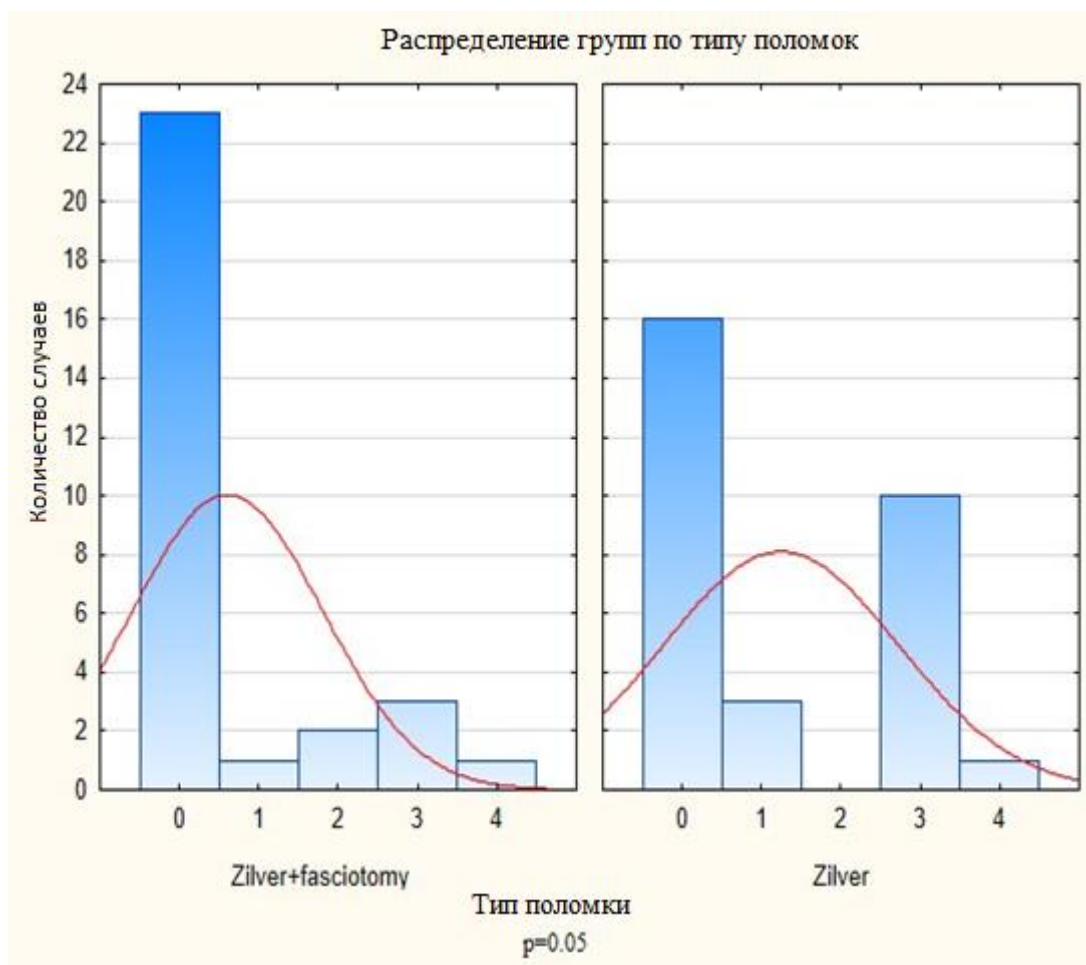 Распределение групп по типу поломок
24
22
20
18
16
14
12
10
8
6
4
2
0
Количество случаев
0 1 2 3 4
0 1 2 3 4
Zilver+fasciotomy
Zilver
Тип поломки
p=0.05